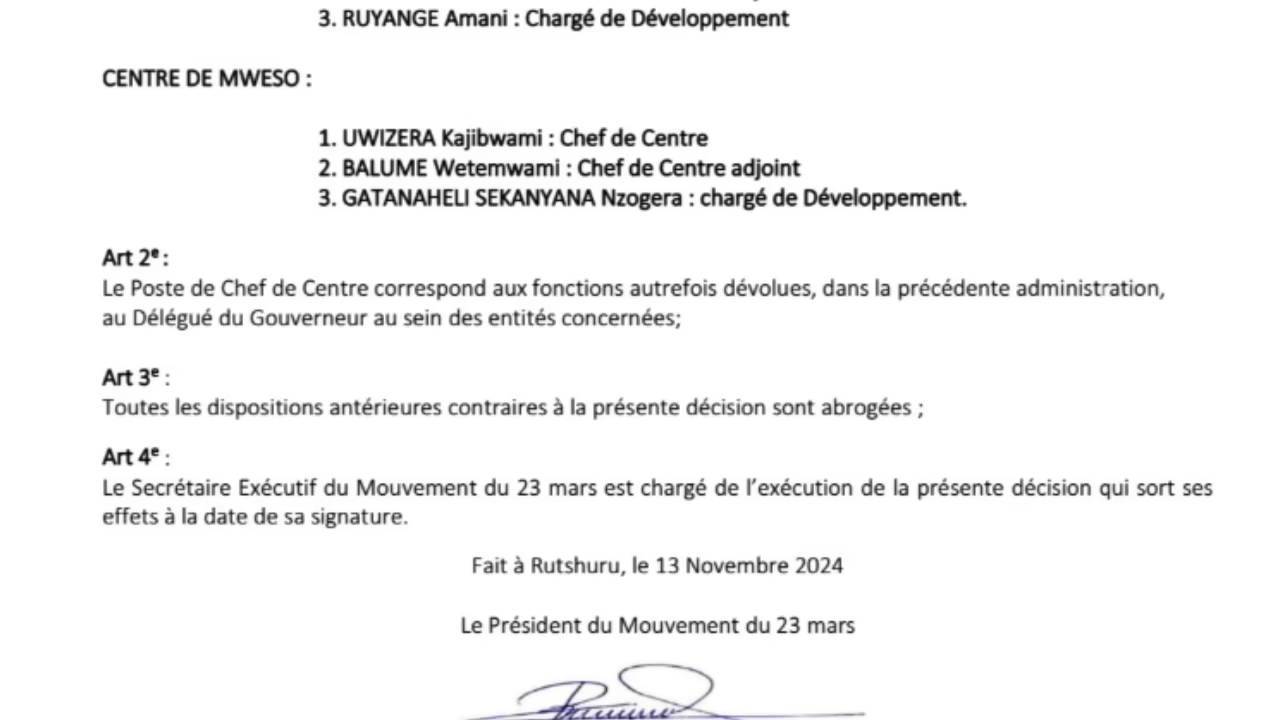 3. RUYANGE Amani : Chargé de Développement
CENTRE DE MWESO :
1. UWIZERA Kajibwami : Chef de Centre
2. BALUME Wetemwami : Chef de Centre adjoint
3. GATANAHELI SEKANYANA Nzogera : chargé de Développement.
Art 2ᵉ :
Le Poste de Chef de Centre correspond aux fonctions autrefois dévolues, dans la précédente administration,
au Délégué du Gouverneur au sein des entités concernées;
Art 3ᵉ :
Toutes les dispositions antérieures contraires à la présente décision sont abrogées ;
Art 4ᵉ :
Le Secrétaire Exécutif du Mouvement du 23 mars est chargé de l’exécution de la présente décision qui sort ses
effets à la date de sa signature.
Fait à Rutshuru, le 13 Novembre 2024
Le Président du Mouvement du 23 mars